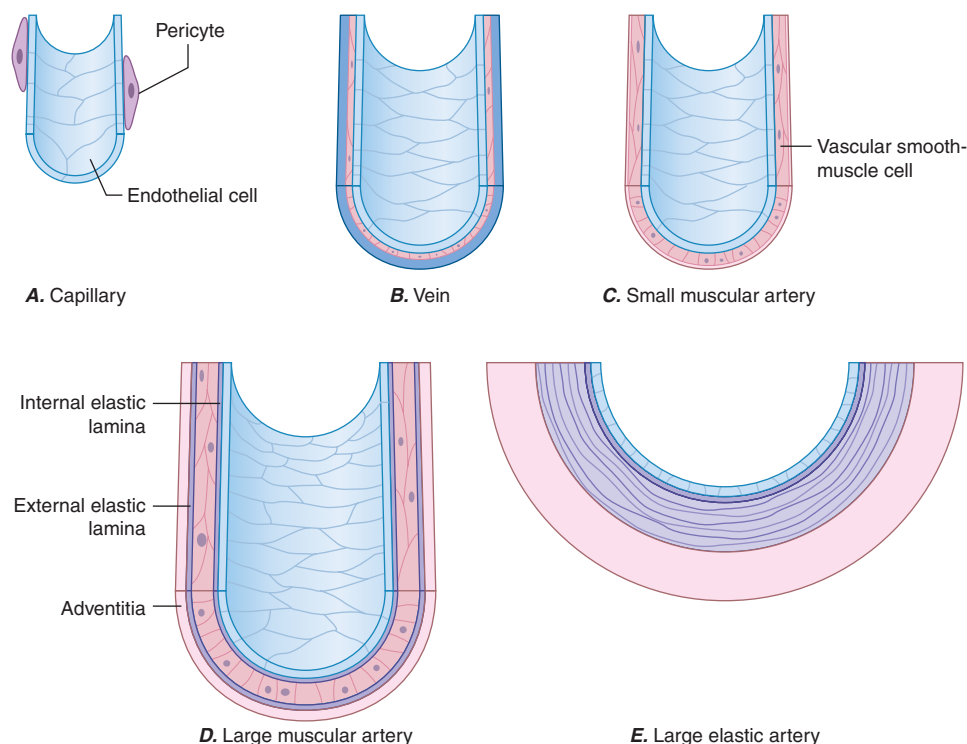 Pericyte
Endothelial cell
Vascular smooth-
muscle cell
A. Capillary
B. Vein
C. Small muscular artery
Internal elastic
lamina
External elastic
lamina
Adventitia
D. Large muscular artery
E. Large elastic artery